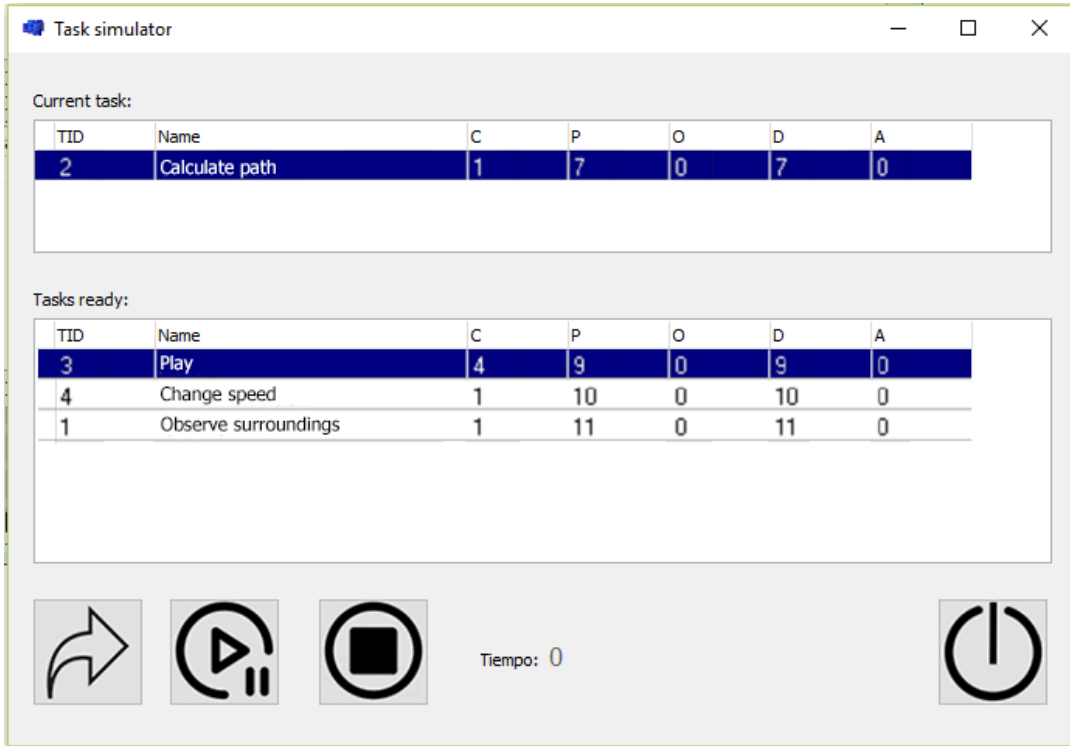 Task simulator
Current task:
TID Name C P O D A
2 Calculate path 1 7 0 7 0
Tasks ready:
TID Name C P O D A
3 Play 4 9 0 9 0
4 Change speed 1 10 0 10 0
1 Observe surroundings 1 11 0 11 0
Tiempo: 0